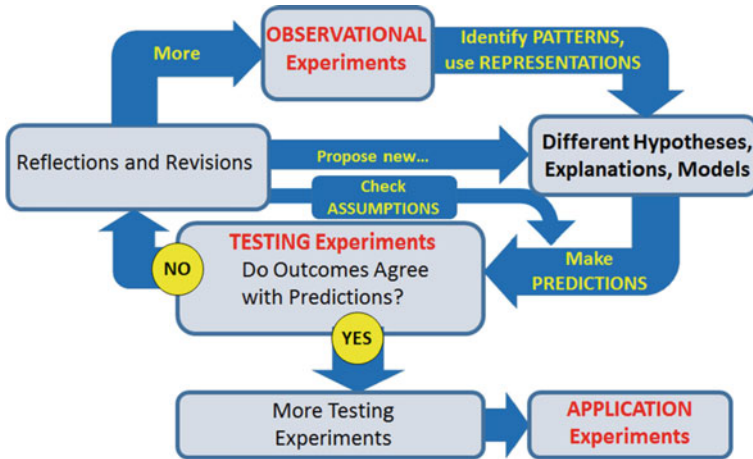 OBSERVATIONAL
Experiments
More
Identify PATTERNS,
use REPRESENTATIONS
Reflections and Revisions
Propose new...
Different Hypotheses,
Explanations, Models
Check
ASSUMPTIONS
TESTING Experiments
Do Outcomes Agree
with Predictions?
NO
Make
PREDICTIONS
YES
More Testing
Experiments
APPLICATION
Experiments